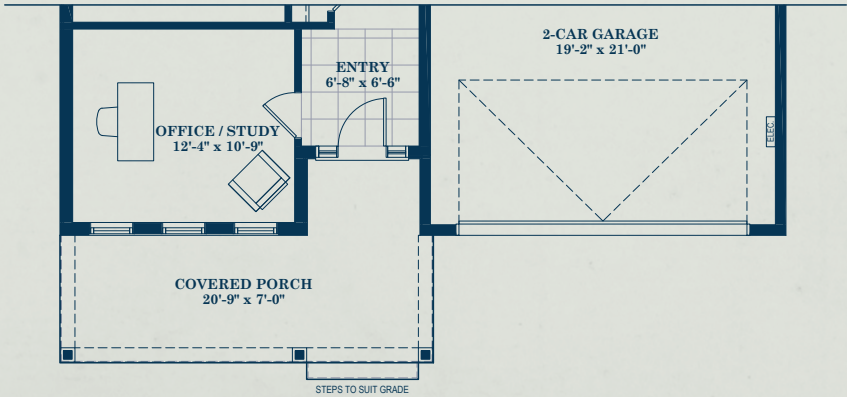 2-CAR GARAGE
19'-2" x 21'-0"
ENTRY
6'-8" x 6'-6"
OFFICE / STUDY
12'-4" x 10'-9"
ELEC.
COVERED PORCH
20'-9" x 7'-0"
STEPS TO SUIT GRADE